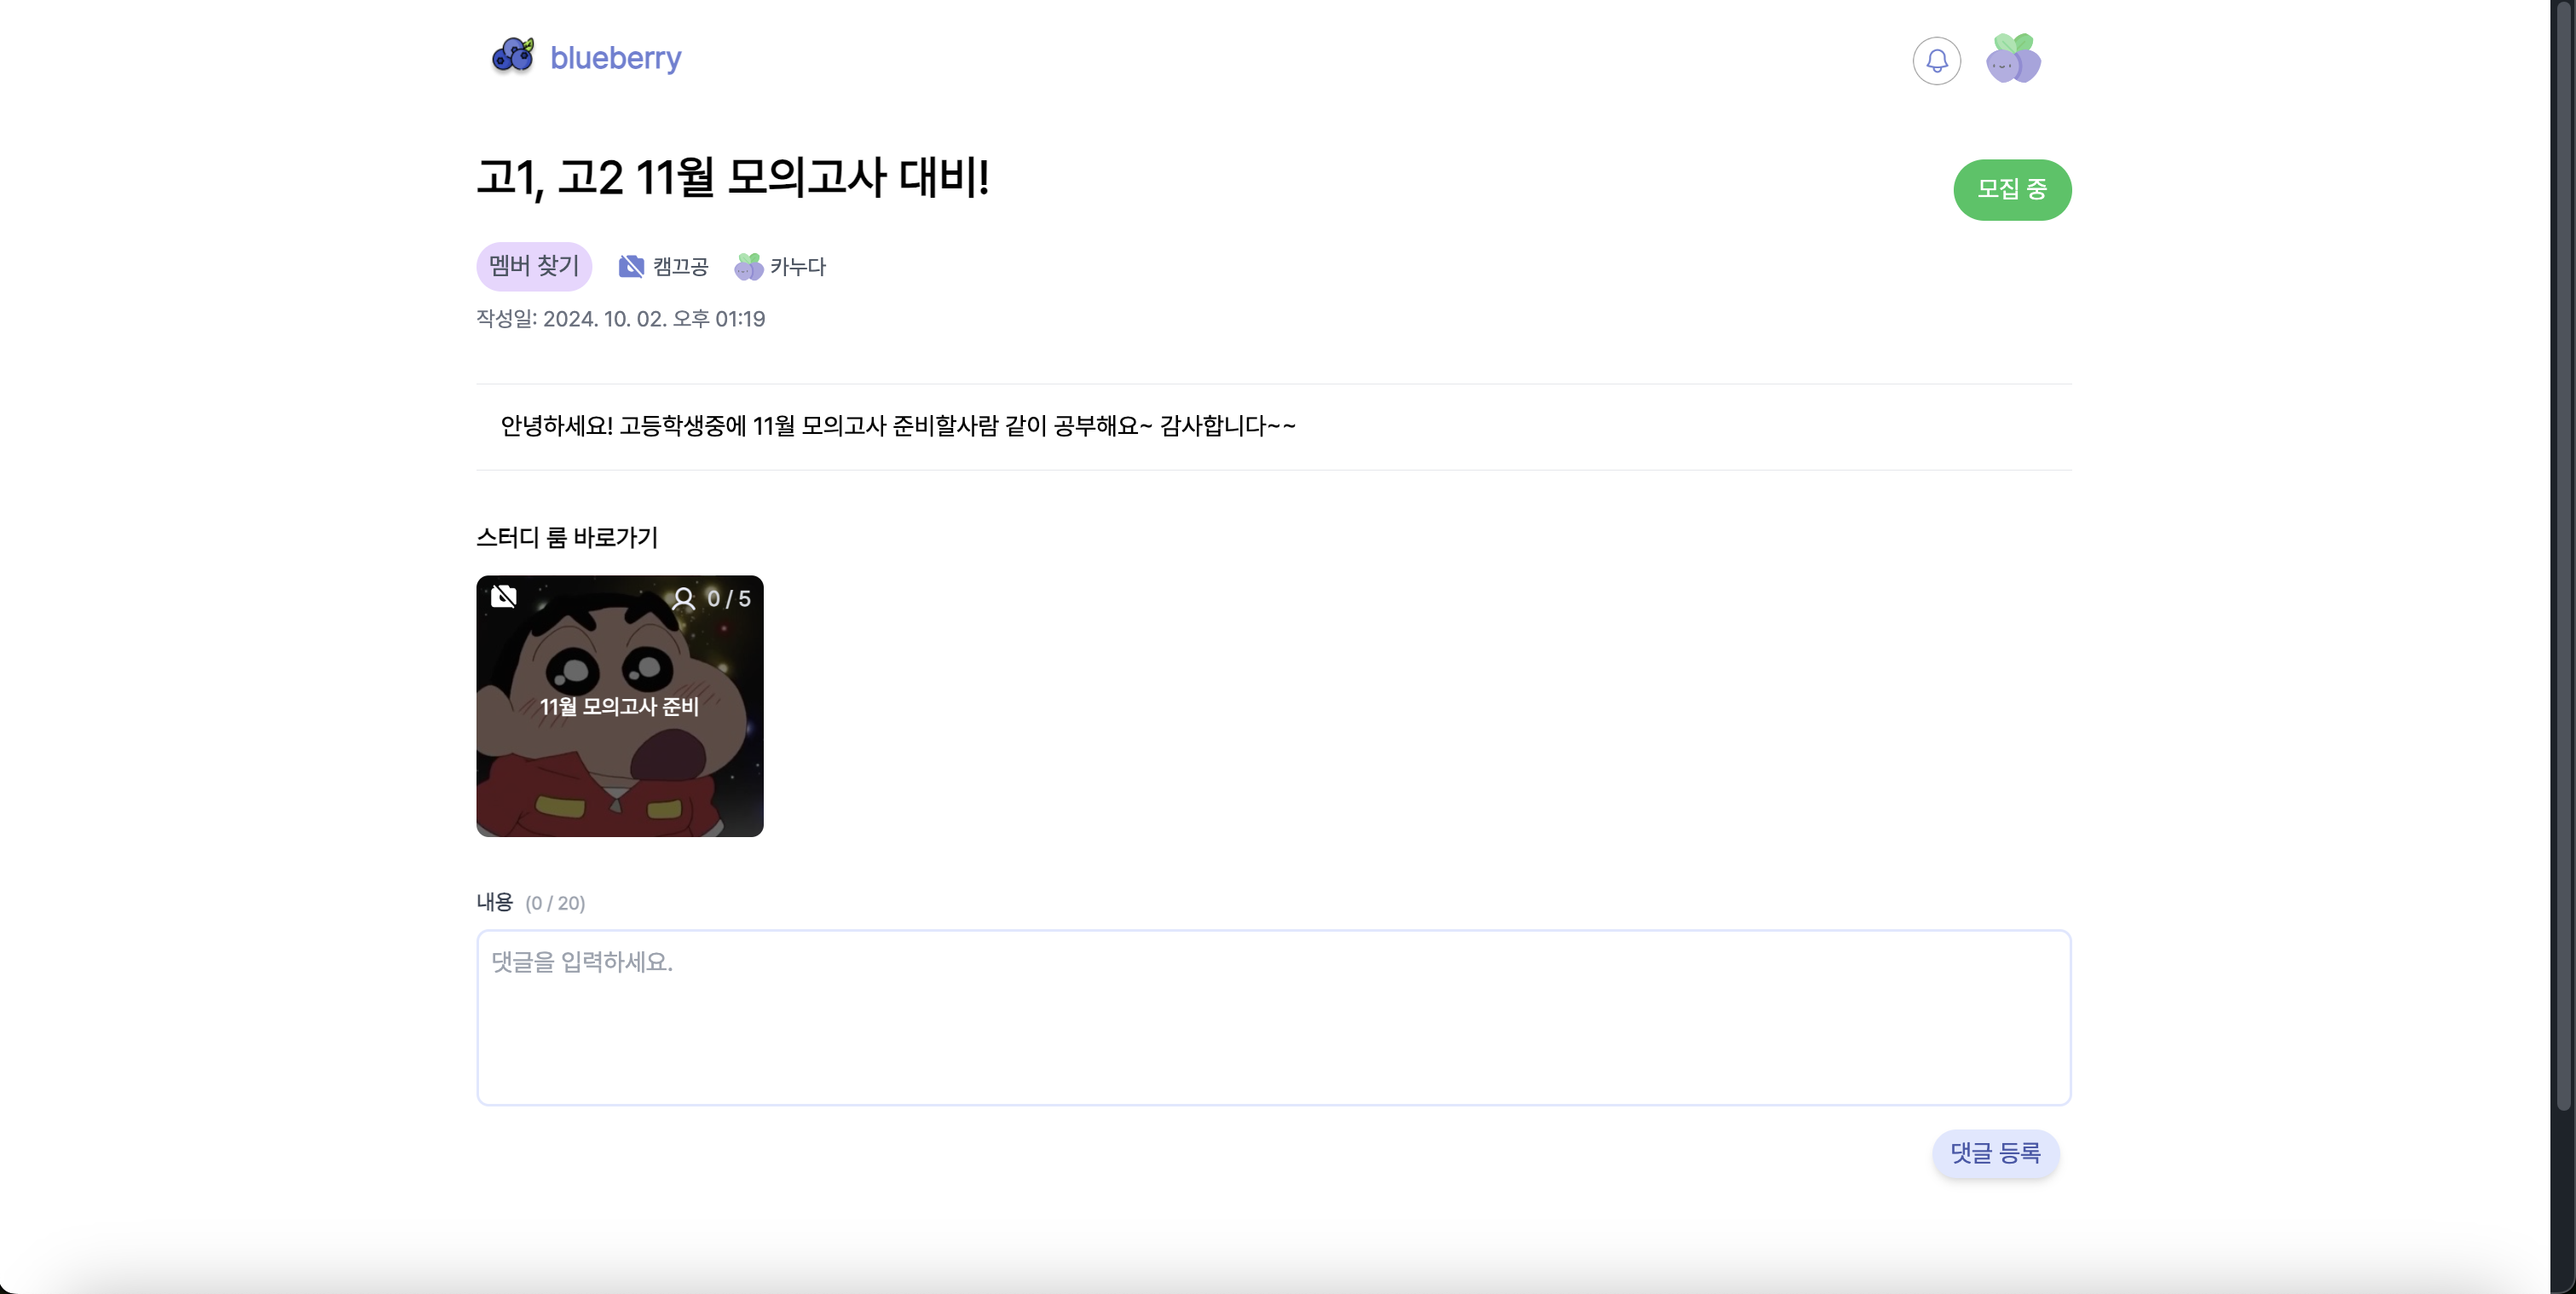 blueberry
고1, 고2 11월 모의고사 대비!
모집 중
멤버 찾기 캠끄공 카누다
작성일: 2024. 10. 02. 오후 01:19
안녕하세요! 고등학생중에 11월 모의고사 준비할사람 같이 공부해요~ 감사합니다~~
스터디 룸 바로가기
0 / 5
11월 모의고사 준비
내용 (0 / 20)
댓글을 입력하세요.
댓글 등록